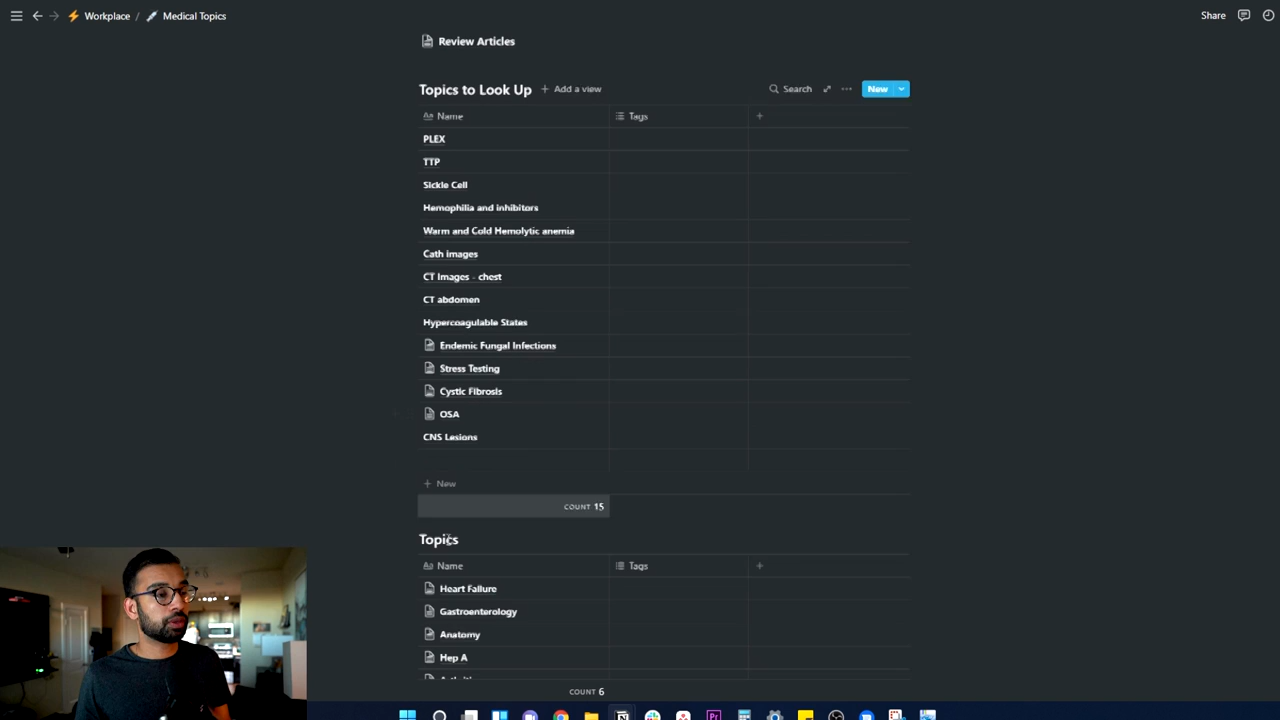 Workplace / Medical Topics
Share
Review Articles
Topics to Look Up
+ Add a view
Search
New
Aa Name
Tags
+
PLEX
TTP
Sickle Cell
Hemophilia and inhibitors
Warm and Cold Hemolytic anemia
Cath images
CT Images - chest
CT abdomen
Hypercoagulable States
Endemic Fungal Infections
Stress Testing
Cystic Fibrosis
OSA
CNS Lesions
+ New
COUNT 15
Topics
Aa Name
Tags
+
Heart Failure
Gastroenterology
Anatomy
Hep A
COUNT 6